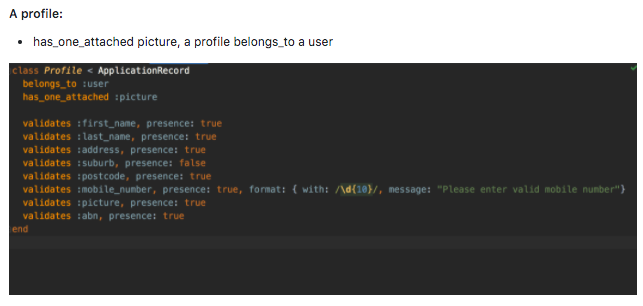 A profile:
• has_one_attached picture, a profile belongs_to a user
class Profile < ApplicationRecord
belongs_to :user
has_one_attached :picture
validates :first_name, presence: true
validates :last_name, presence: true
validates :address, presence: true
validates :suburb, presence: false
validates :postcode, presence: true
validates :mobile_number, presence: true, format: { with: /\d{10}/, message: "Please enter valid mobile number"}
validates :picture, presence: true
validates :abn, presence: true
end